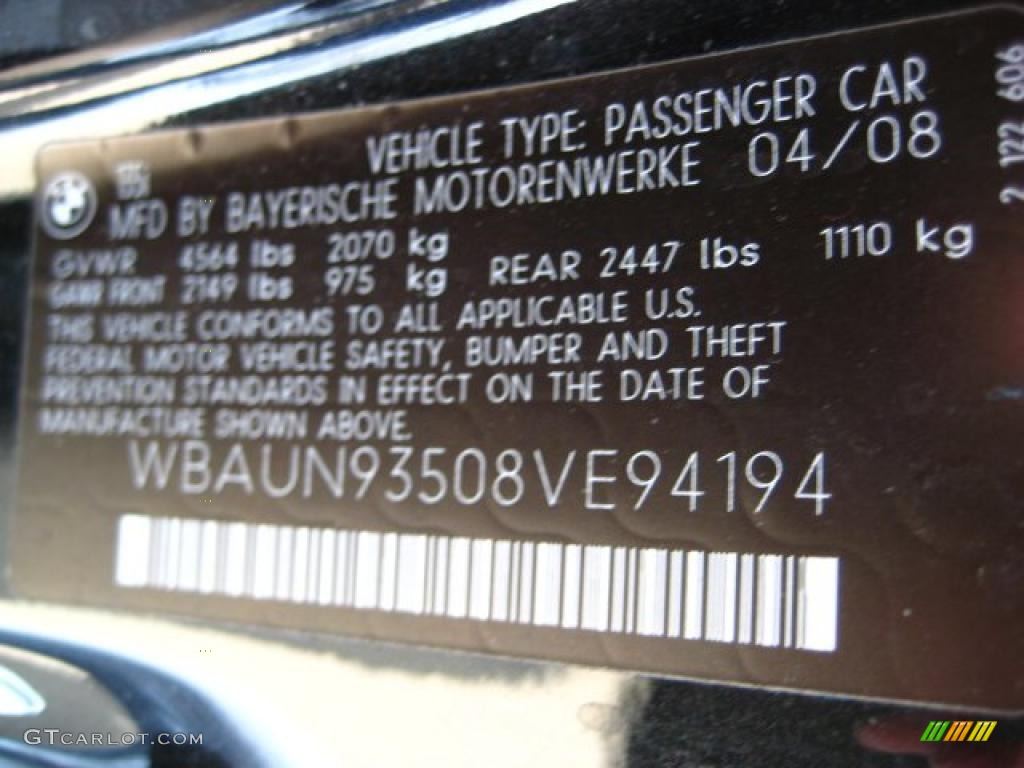 VEHICLE TYPE: PASSENGER CAR
135i
MFD BY BAYERISCHE MOTORENWERKE 04/08
GVWR 4564 lbs 2070 kg
GAWR FRONT 2149 lbs 975 kg REAR 2447 lbs 1110 kg
THIS VEHICLE CONFORMS TO ALL APPLICABLE U.S.
FEDERAL MOTOR VEHICLE SAFETY, BUMPER AND THEFT
PREVENTION STANDARDS IN EFFECT ON THE DATE OF
MANUFACTURE SHOWN ABOVE.
WBAUN93508VE94194
2 122 606
GTCARLOT.COM